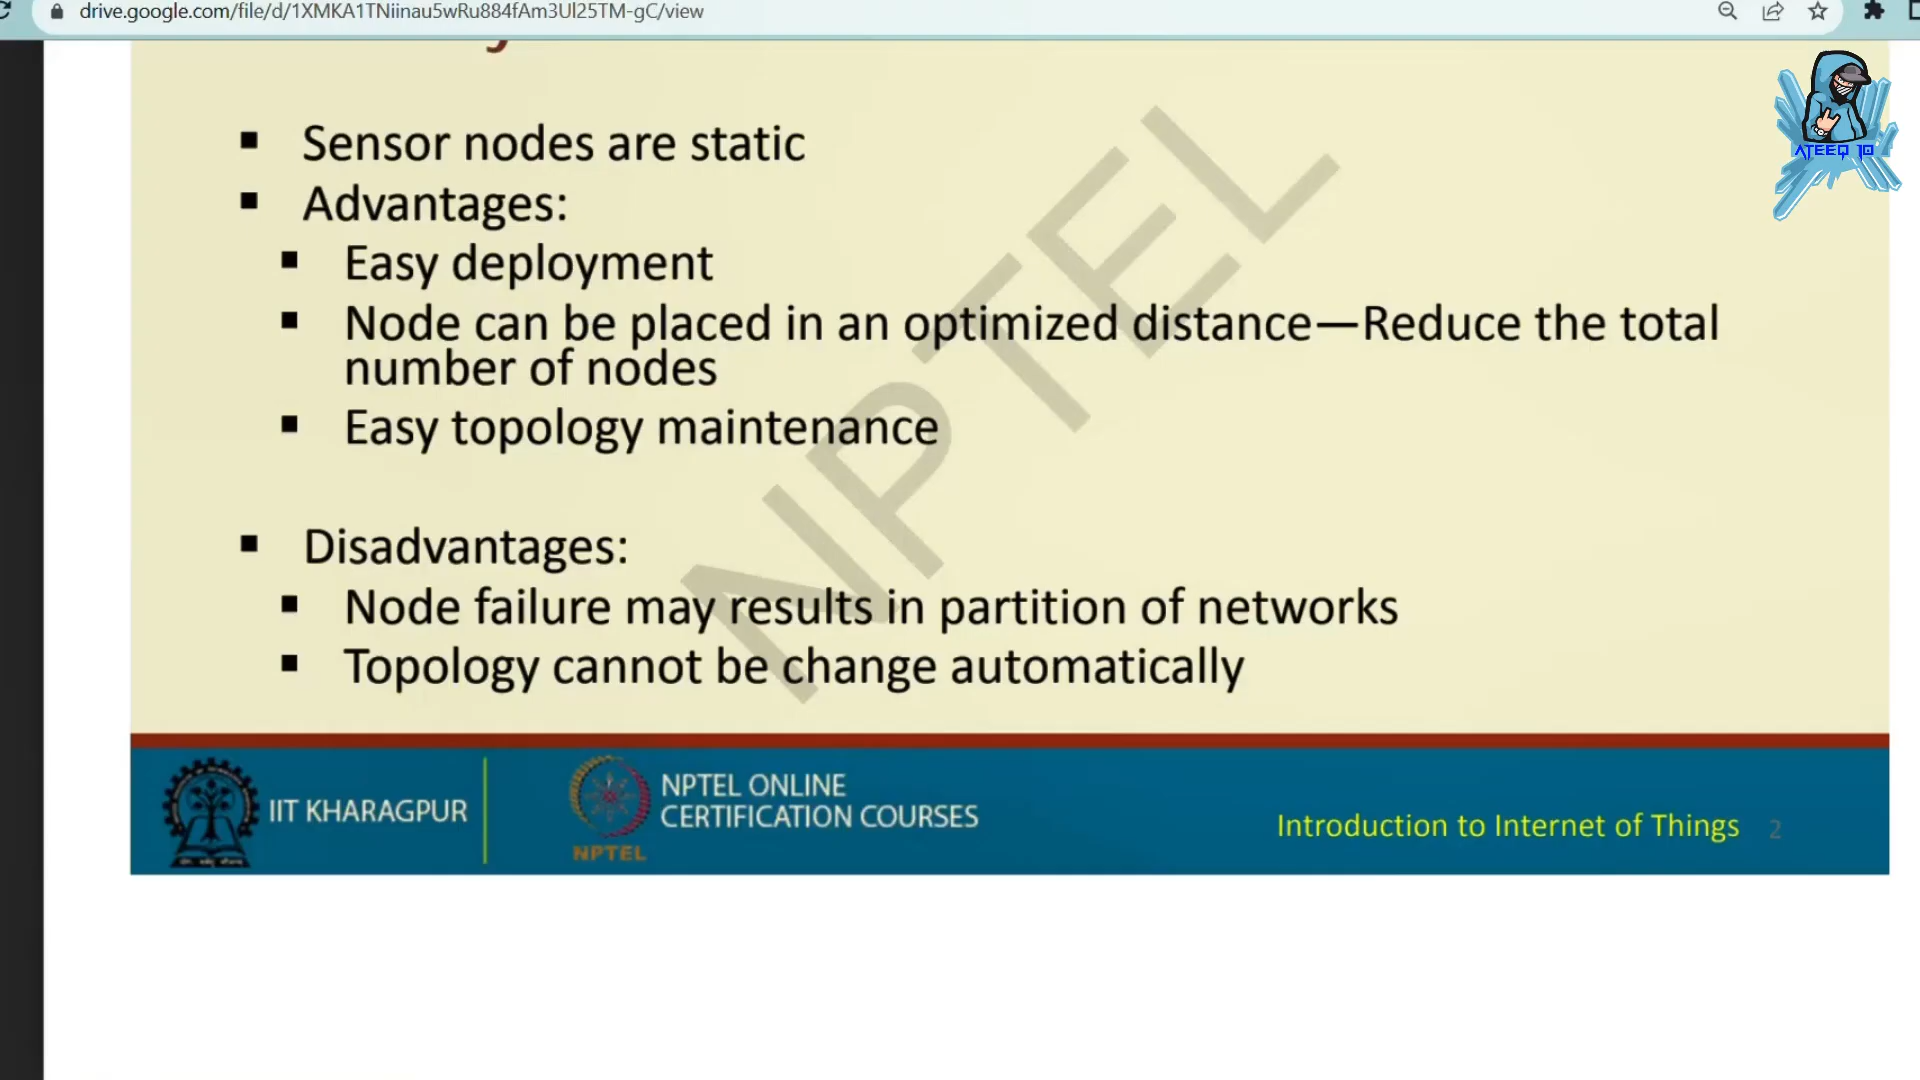 drive.google.com/file/d/1XMKA1TNiinau5wRu884fAm3Ul25TM-gC/view
ATEEQ 10
Sensor nodes are static
Advantages:
Easy deployment
Node can be placed in an optimized distance—Reduce the total
number of nodes
Easy topology maintenance
NPTEL
Disadvantages:
Node failure may results in partition of networks
Topology cannot be change automatically
IIT KHARAGPUR
NPTEL
NPTEL ONLINE
CERTIFICATION COURSES
Introduction to Internet of Things 2